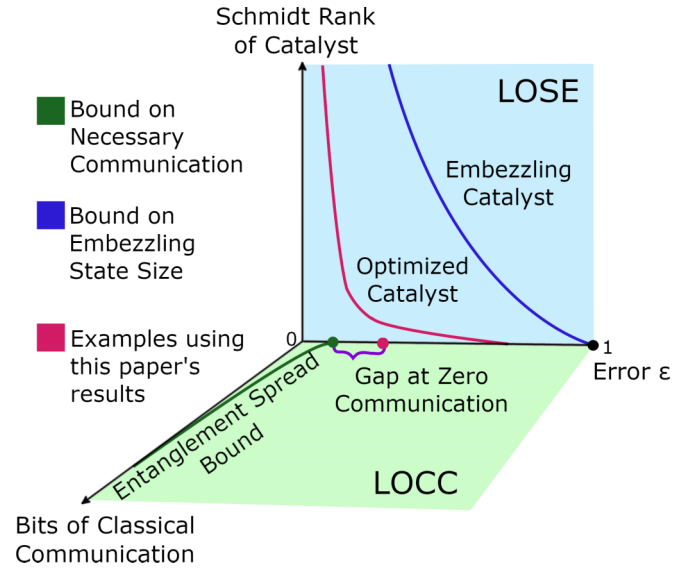 Schmidt Rank
of Catalyst
LOSE
Bound on
Necessary
Communication
Embezzling
Catalyst
Bound on
Embezzling
State Size
Optimized
Catalyst
Examples using
this paper's
results
0
1
Error ε
Gap at Zero
Communication
Entanglement Spread
Bound
LOCC
Bits of Classical
Communication